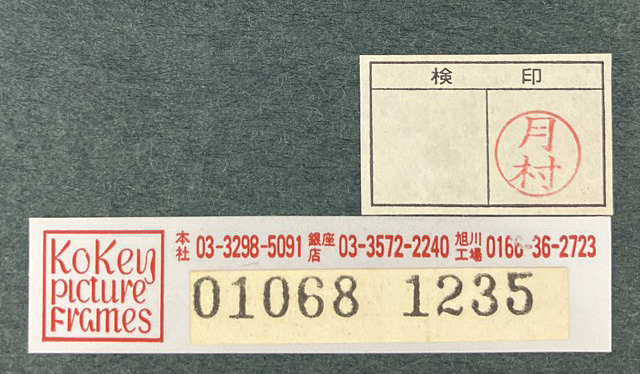 検 印
月村
KoKey
picture
Frames
本社 03-3298-5091 銀座店 03-3572-2240 旭川工場 0166-36-2723
01068 1235